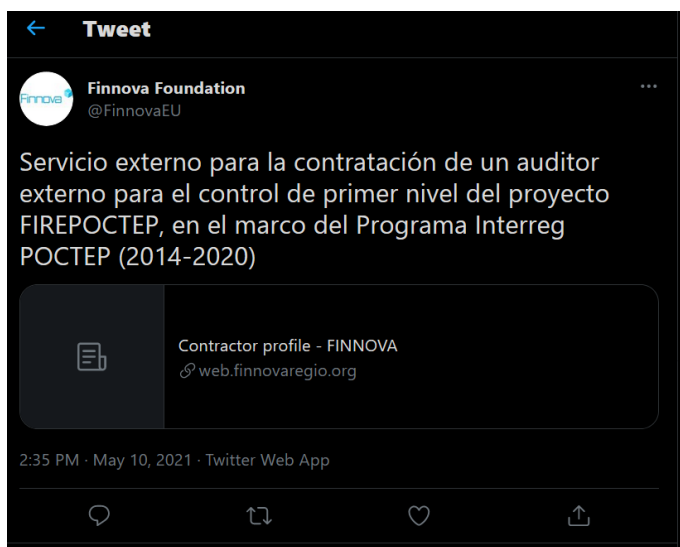 Tweet
Finnova
Finnova Foundation
@FinnovaEU
Servicio externo para la contratación de un auditor
externo para el control de primer nivel del proyecto
FIREPOCTEP, en el marco del Programa Interreg
POCTEP (2014-2020)
Contractor profile - FINNOVA
web.finnovaregio.org
2:35 PM · May 10, 2021 · Twitter Web App